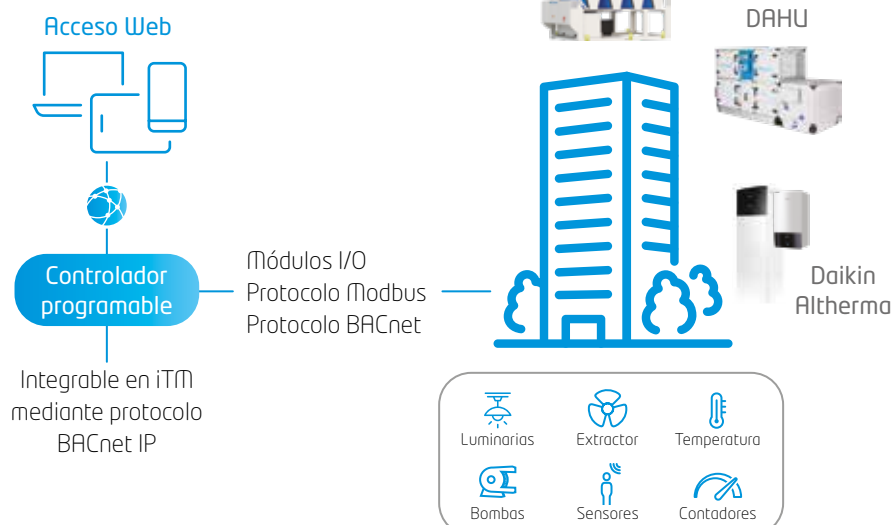 Acceso Web
DAHU
Controlador
programable
Módulos I/O
Protocolo Modbus
Protocolo BACnet
Daikin
Altherma
Integrable en iTM
mediante protocolo
BACnet IP
Luminarias
Extractor
Temperatura
Bombas
Sensores
Contadores